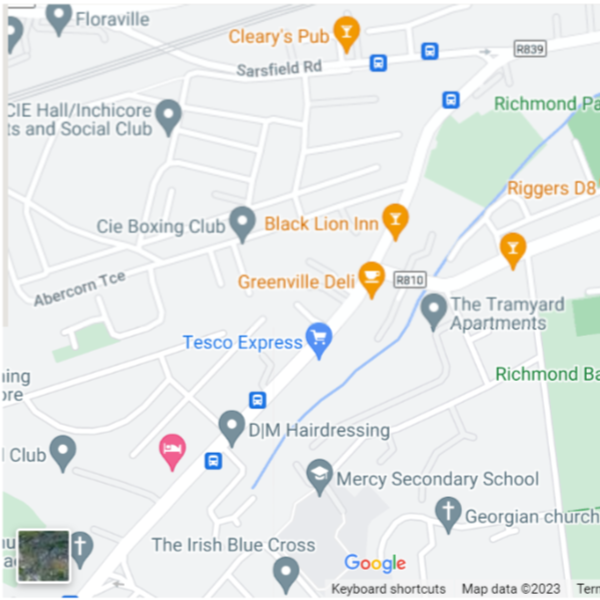 Floraville
Cleary's Pub
Sarsfield Rd
R839
CIE Hall/Inchicore
ts and Social Club
Richmond Pa
Riggers D8
Cie Boxing Club
Black Lion Inn
Abercorn Tce
Greenville Deli
R810
The Tramyard
Apartments
Tesco Express
ning
ore
Richmond Ba
D|M Hairdressing
l Club
Mercy Secondary School
Georgian church
The Irish Blue Cross
Google
Keyboard shortcuts
Map data ©2023
Tern